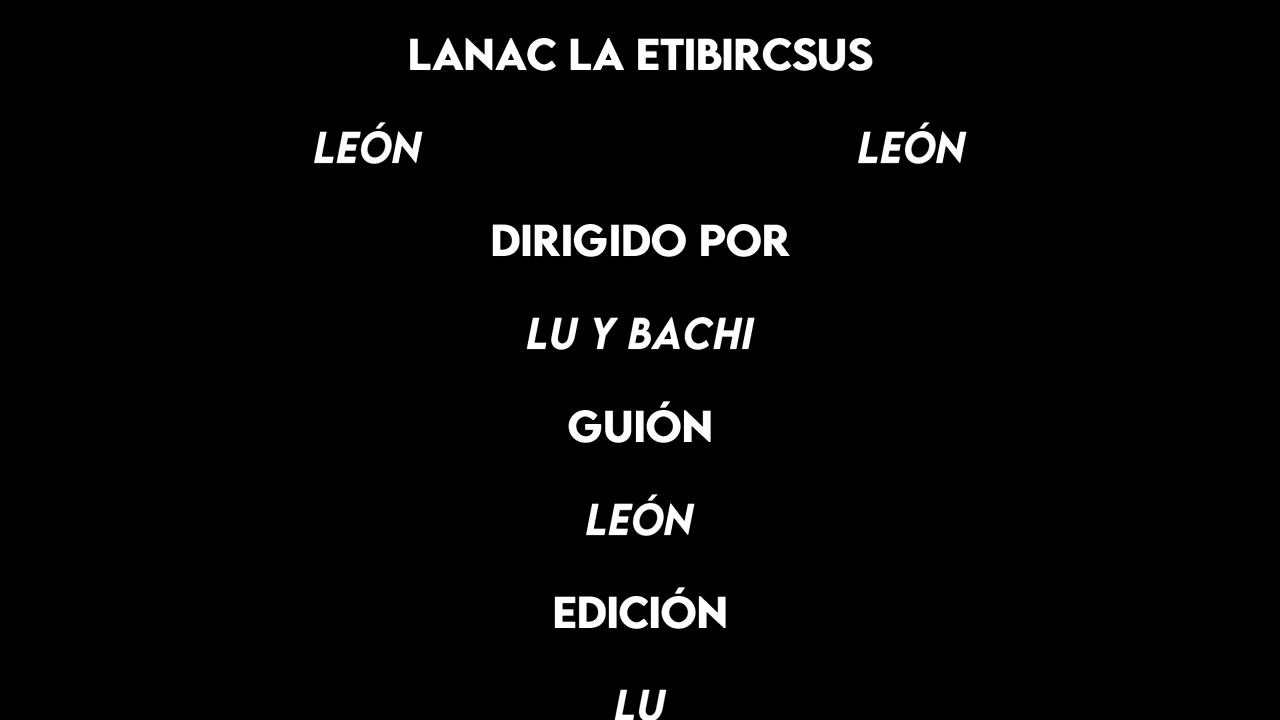 LANAC LA ETIBIRCSUS
LEÓN LEÓN
DIRIGIDO POR
LU Y BACHI
GUIÓN
LEÓN
EDICIÓN
LU